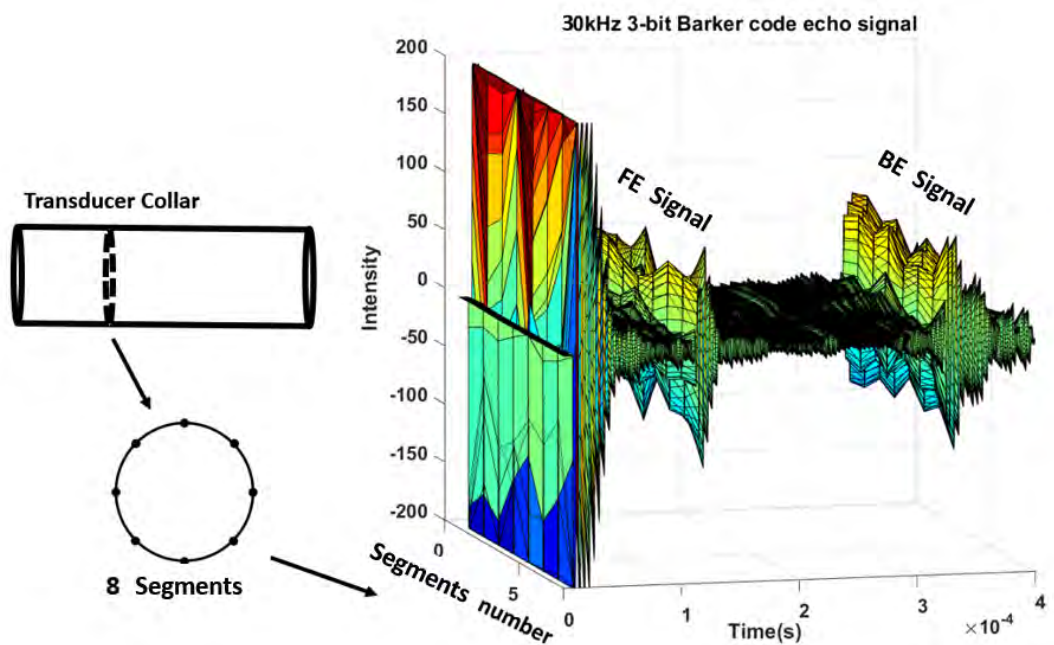 30kHz 3-bit Barker code echo signal
200
150
100
50
0
-50
-100
-150
-200
Intensity
FE Signal
BE Signal
Transducer Collar
8 Segments
0
5
Segments number
0
1
2
3
4
×10⁻⁴
Time(s)